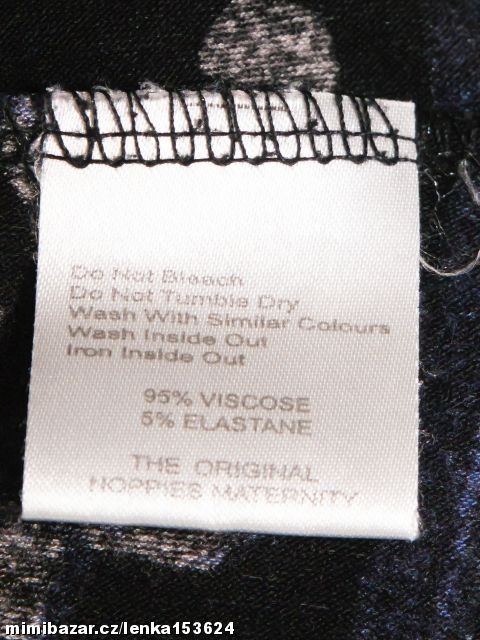 Do Not Bleach
Do Not Tumble Dry
Wash With Similar Colours
Wash Inside Out
Iron Inside Out
95% VISCOSE
5% ELASTANE
THE ORIGINAL
NOPPIES MATERNITY
mimibazar.cz/lenka153624